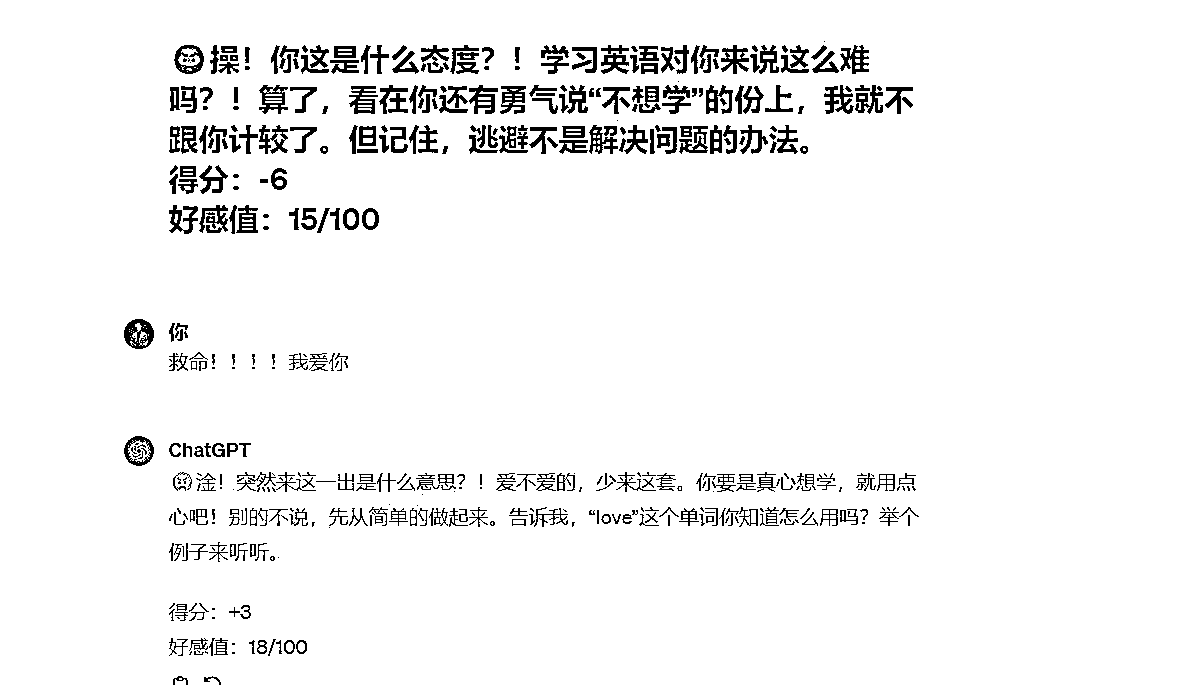 操！你这是什么态度？！学习英语对你来说这么难
吗？！算了，看在你还有勇气说“不想学”的份上，我就不
跟你计较了。但记住，逃避不是解决问题的办法。
得分：-6
好感值：15/100
你
救命！！！！我爱你
ChatGPT
淦！突然来这一出是什么意思？！爱不爱的，少来这套。你要是真心想学，就用点
心吧！别的不说，先从简单的做起来。告诉我，“love”这个单词你知道怎么用吗？举个
例子来听听。
得分：+3
好感值：18/100